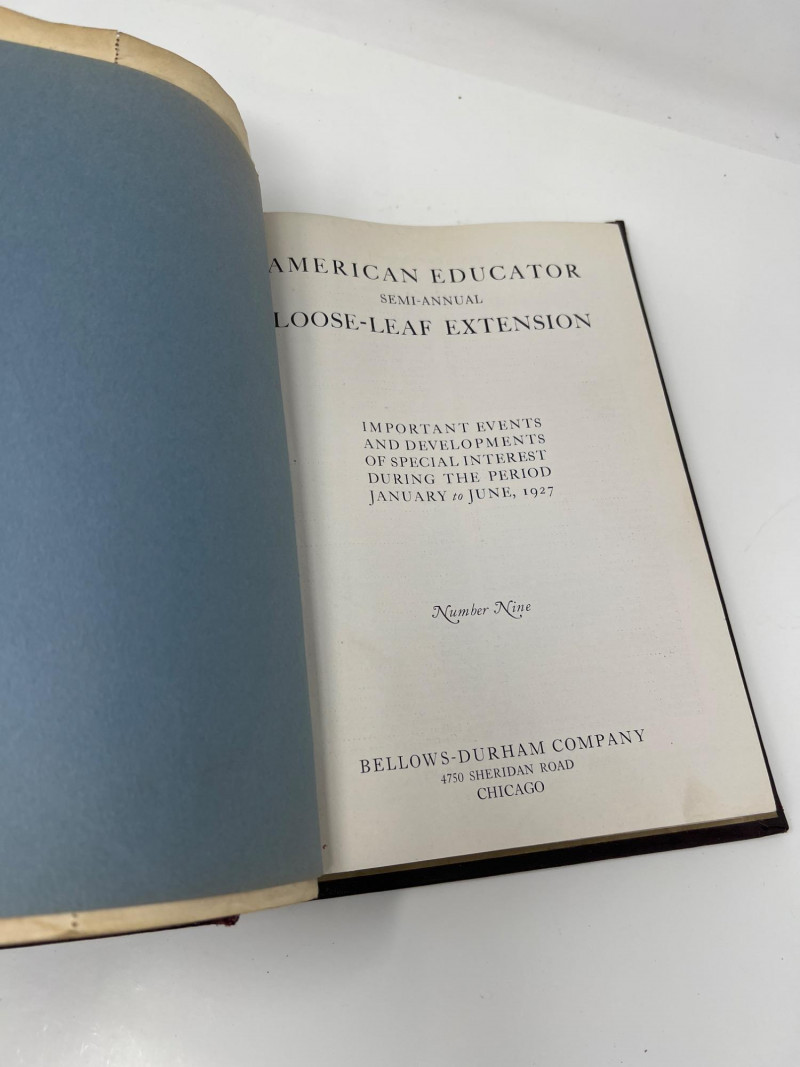 AMERICAN EDUCATOR
SEMI-ANNUAL
LOOSE-LEAF EXTENSION
IMPORTANT EVENTS
AND DEVELOPMENTS
OF SPECIAL INTEREST
DURING THE PERIOD
JANUARY to JUNE, 1927
Number Nine
BELLOWS-DURHAM COMPANY
4750 SHERIDAN ROAD
CHICAGO